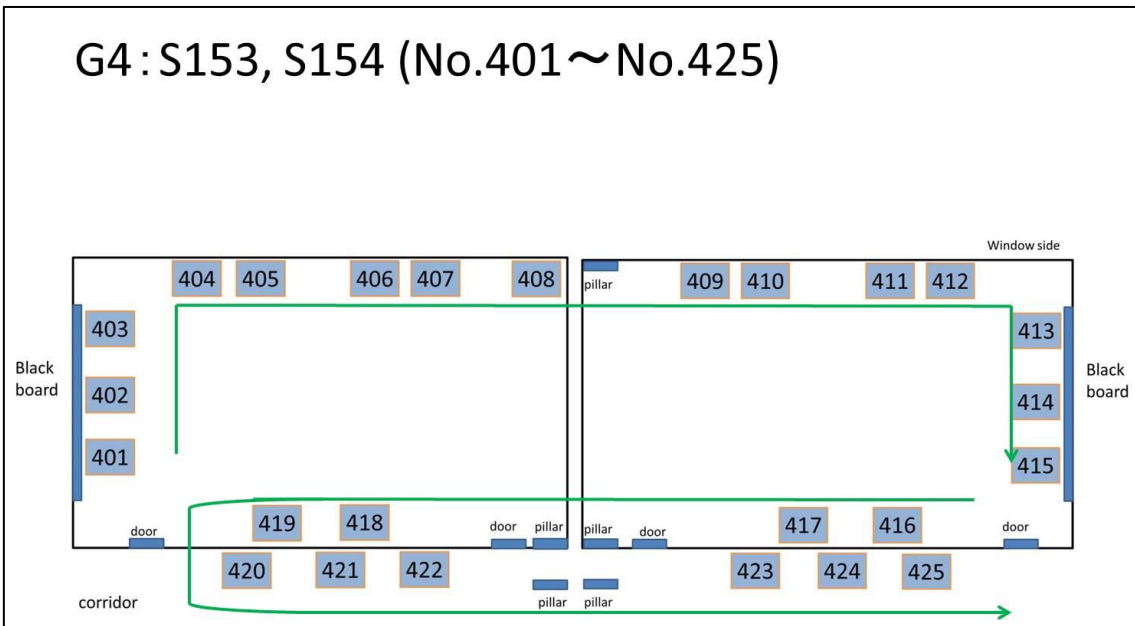 G4:S153, S154 (No.401～No.425)
Window side
404 405 406 407 408 pillar 409 410 411 412
403 413
Black board 402 414 Black board
401 415
door 419 418 door pillar pillar door 417 416 door
420 421 422 423 424 425
corridor pillar pillar